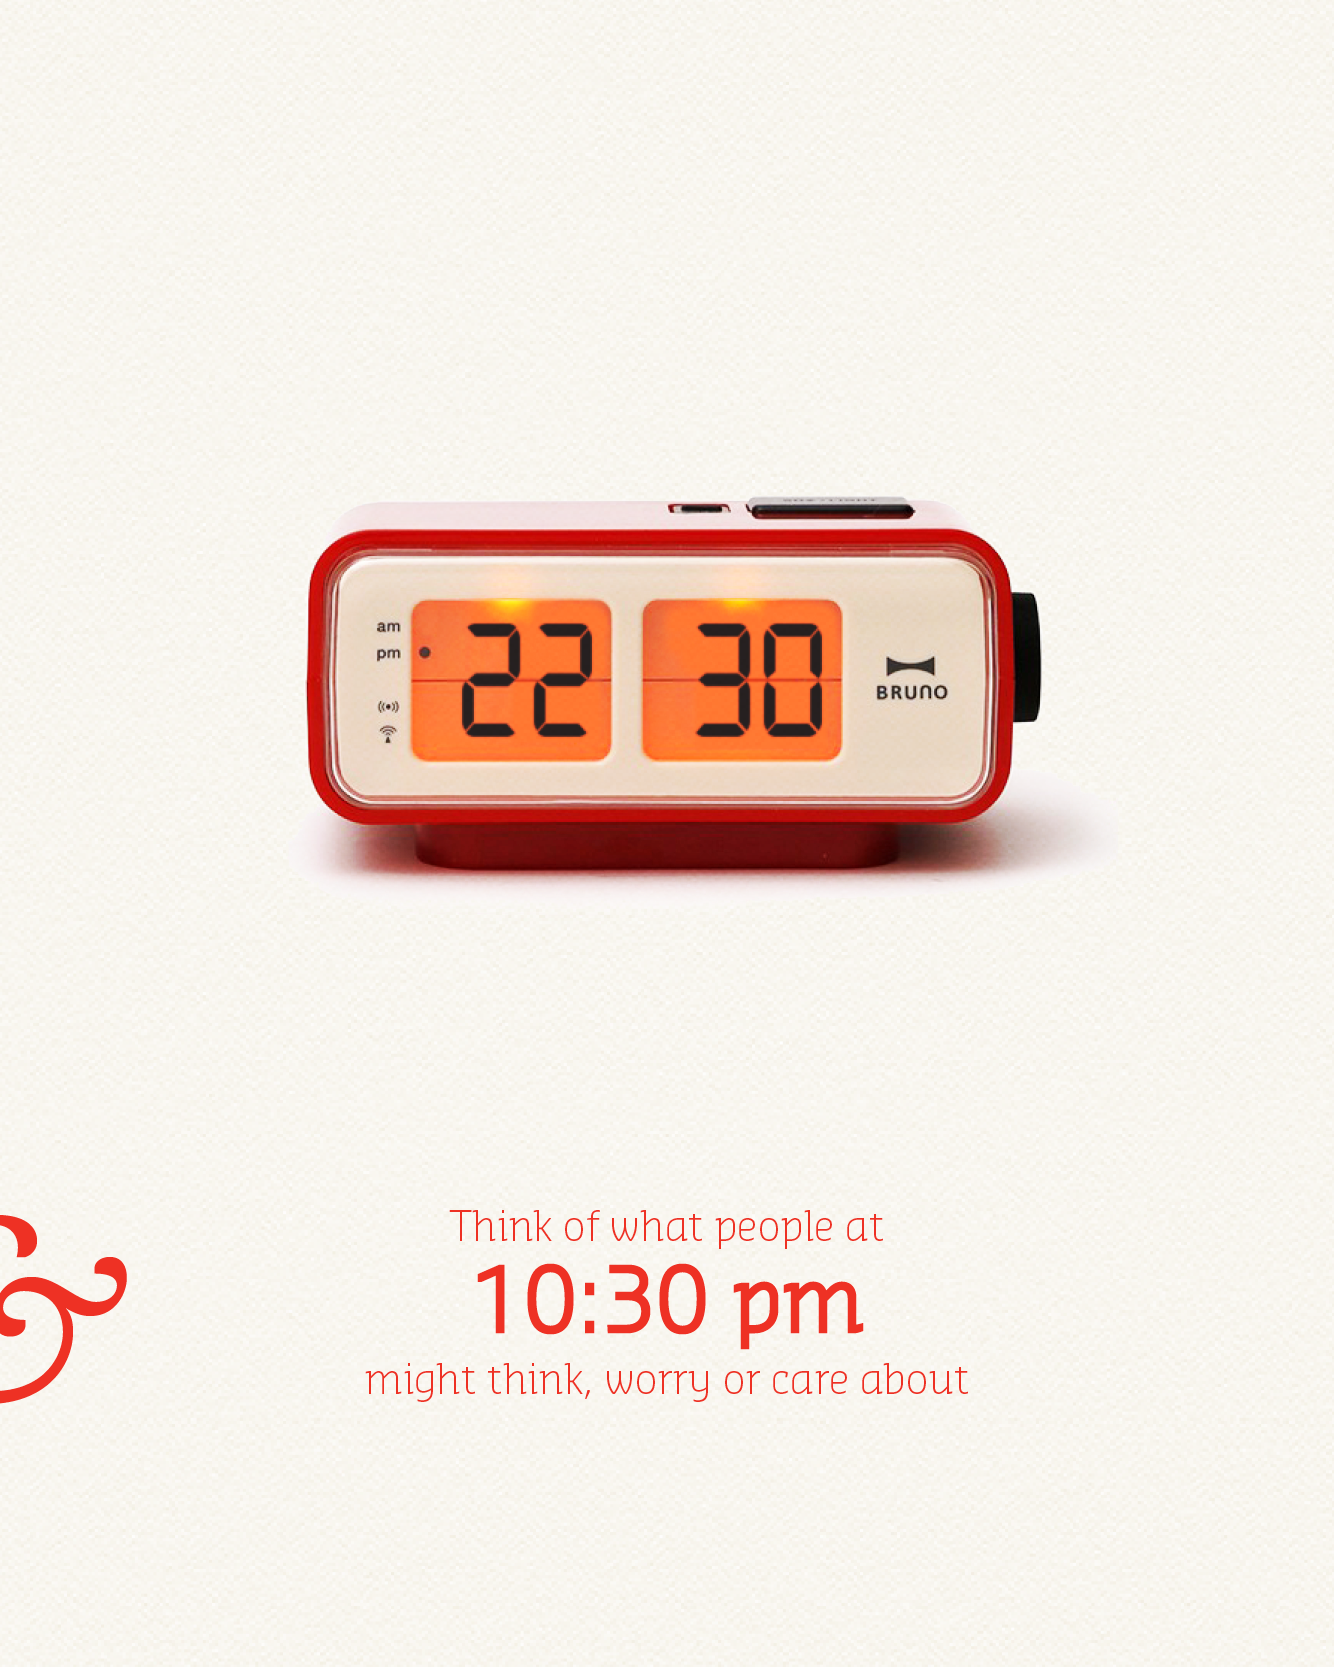 am
pm
22 30
BRUNO
&
Think of what people at
10:30 pm
might think, worry or care about